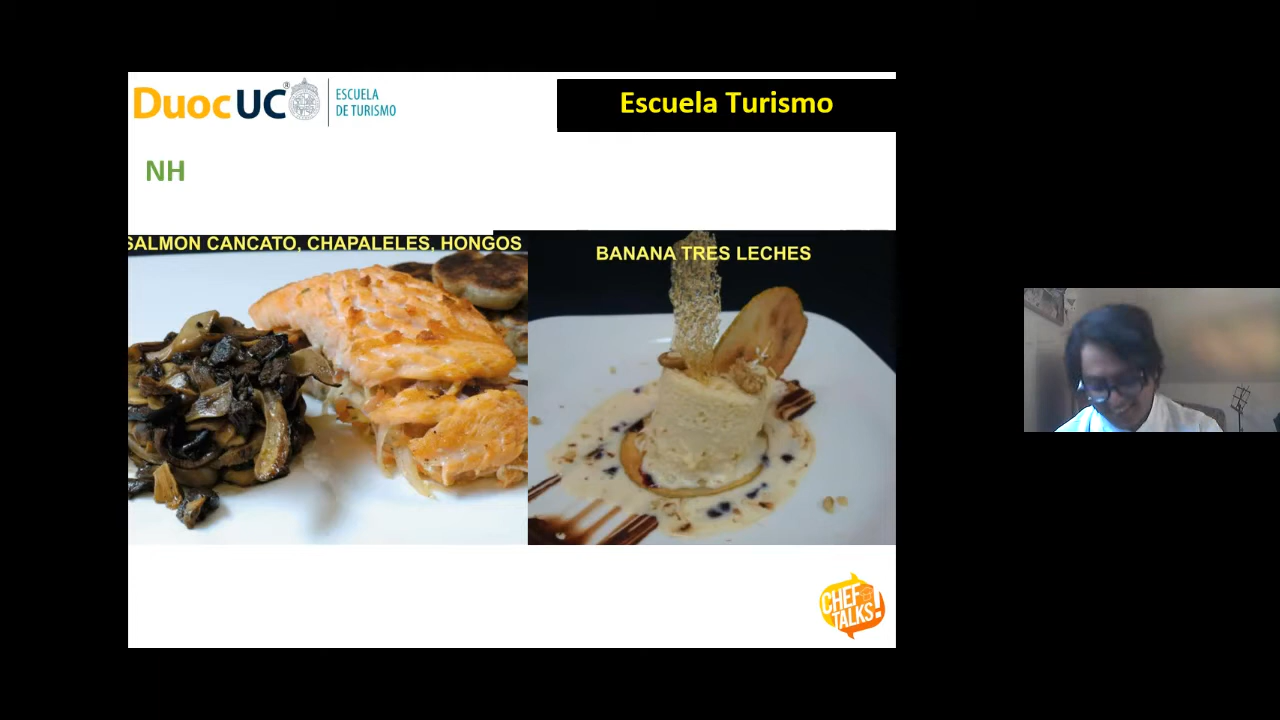 Duoc UC®
ESCUELA
DE TURISMO
Escuela Turismo
NH
SALMON CANCATO, CHAPALELES, HONGOS
BANANA TRES LECHES
CHEF
TALKS!